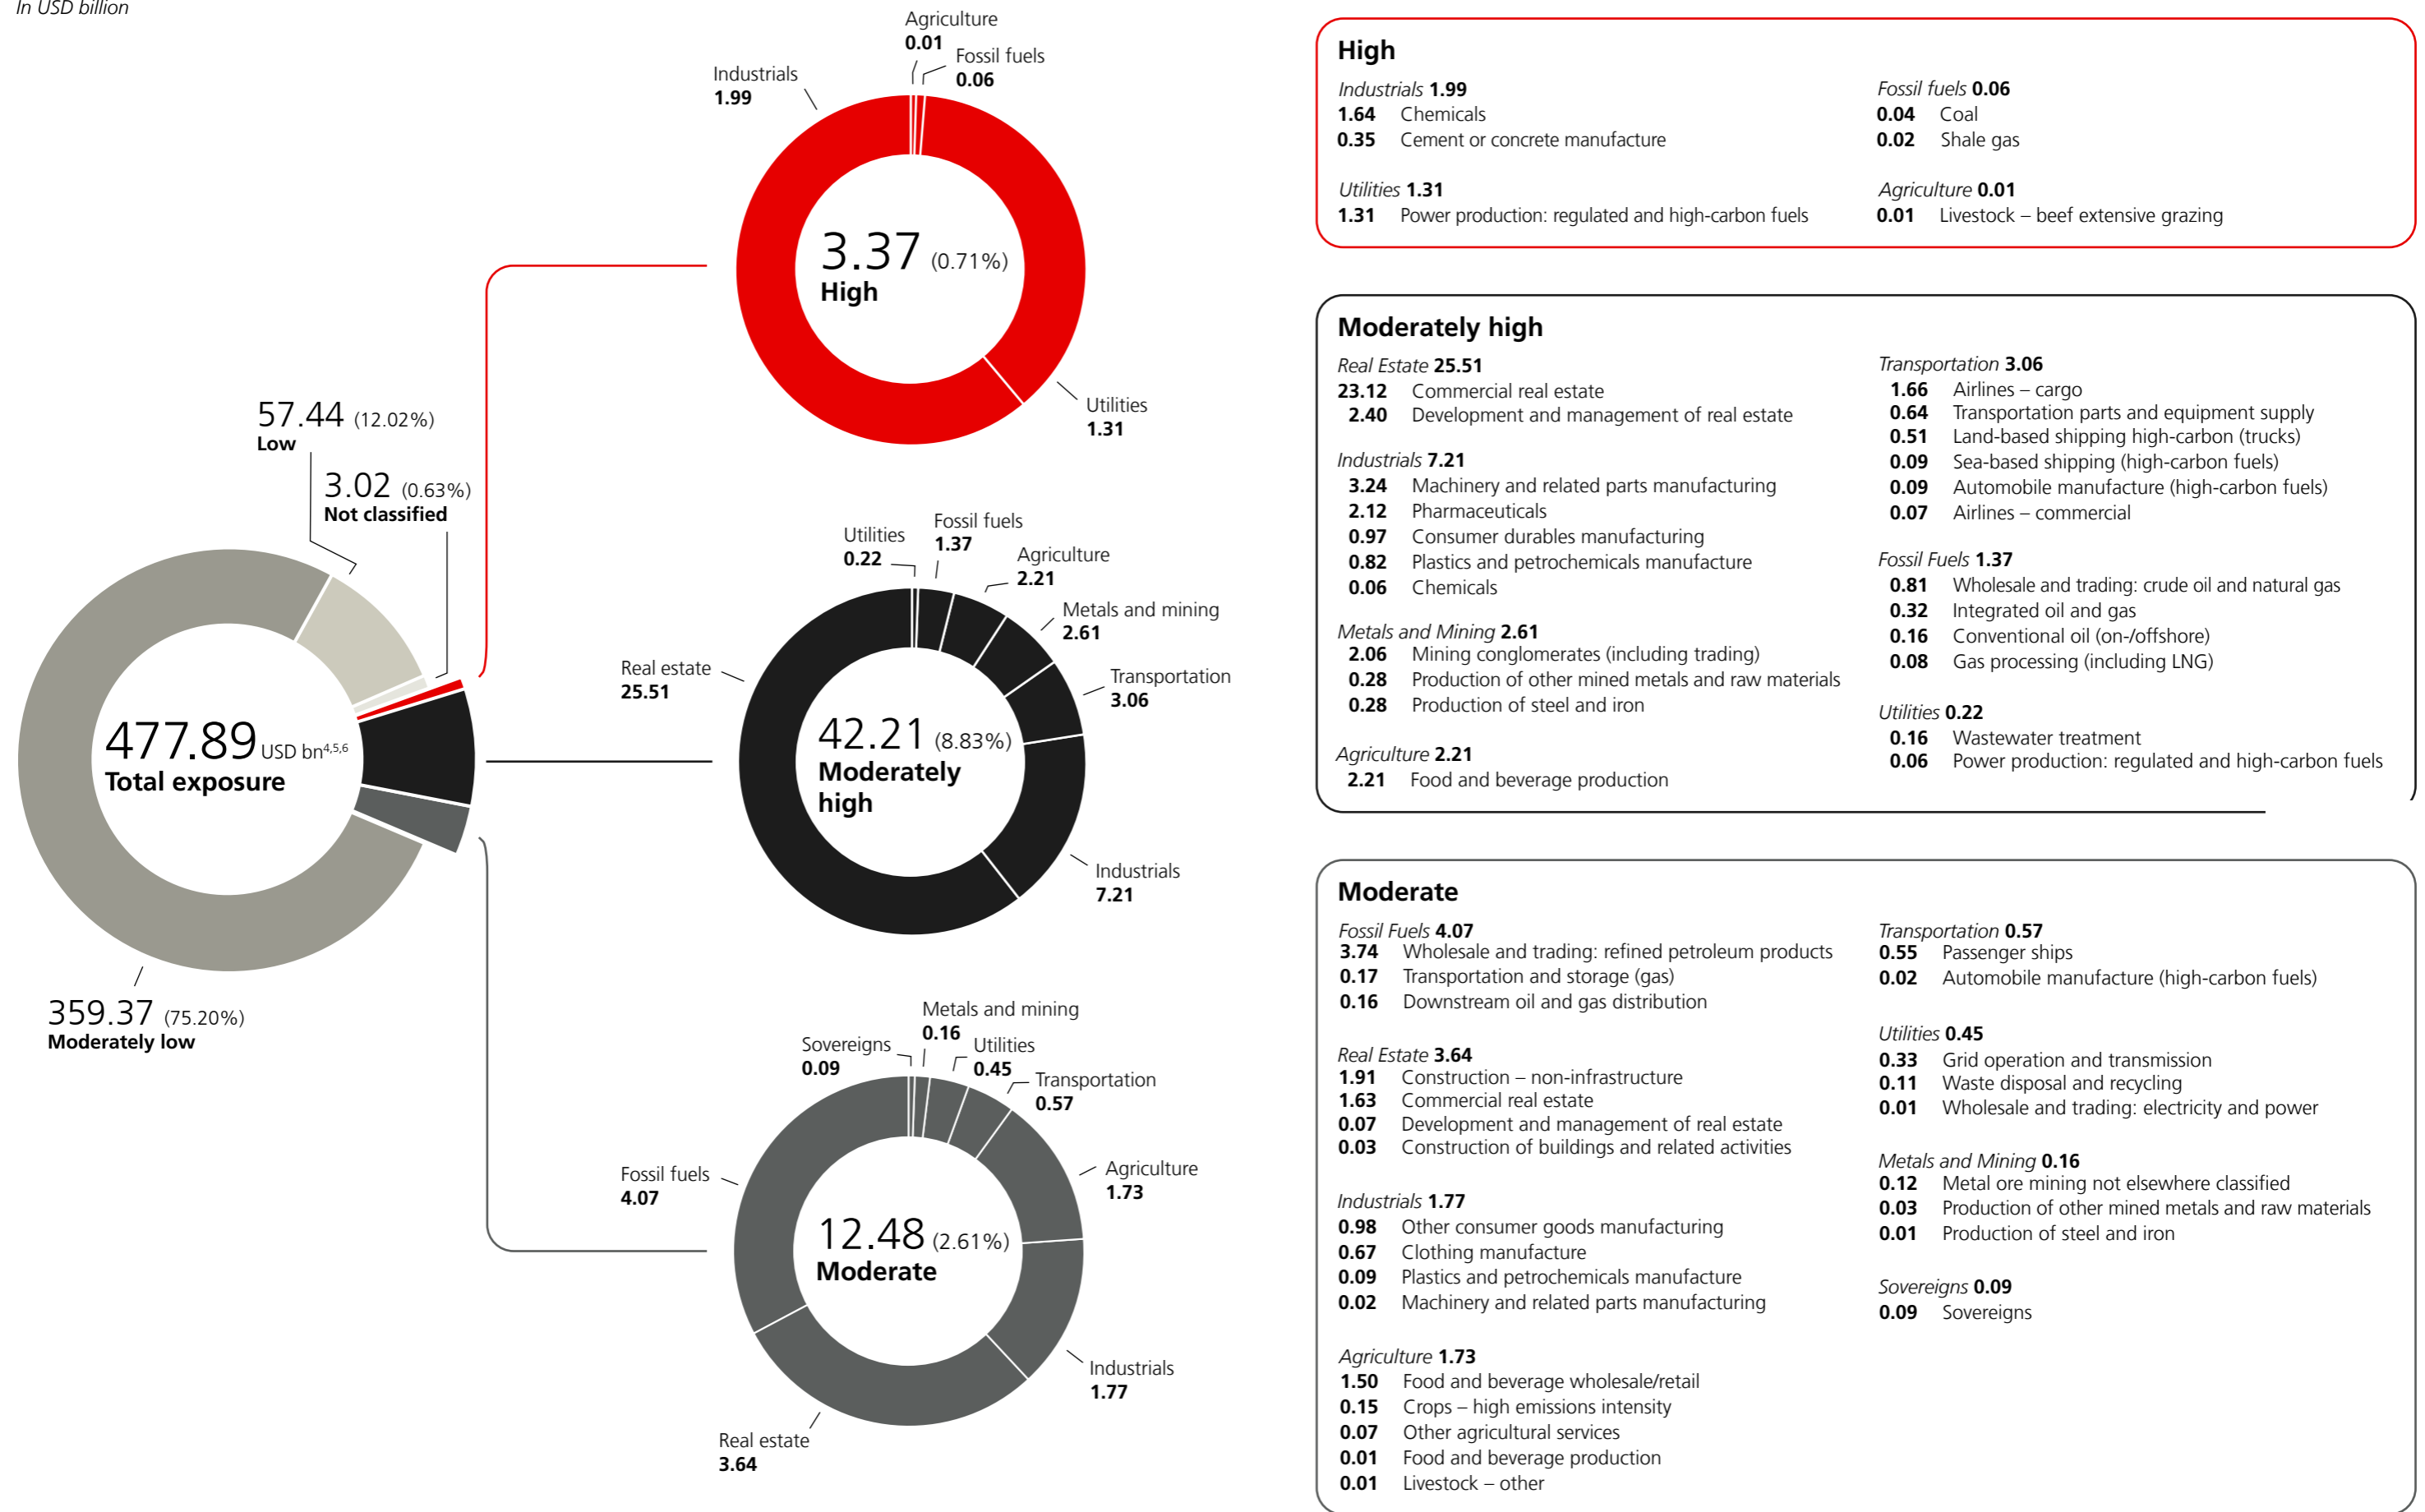 In USD billion
57.44 (12.02%)
Low
3.02 (0.63%)
Not classified
477.89 USD bn4,5,6
Total exposure
359.37 (75.20%)
Moderately low
Agriculture
0.01
Fossil fuels
0.06
Industrials
1.99
3.37 (0.71%)
High
Utilities
1.31
Utilities
0.22
Fossil fuels
1.37
Agriculture
2.21
Metals and mining
2.61
Transportation
3.06
Real estate
25.51
42.21 (8.83%)
Moderately
high
Industrials
7.21
Sovereigns
0.09
Metals and mining
0.16
Utilities
0.45
Transportation
0.57
Agriculture
1.73
Fossil fuels
4.07
12.48 (2.61%)
Moderate
Industrials
1.77
Real estate
3.64
High
Industrials 1.99
1.64 Chemicals
0.35 Cement or concrete manufacture
Utilities 1.31
1.31 Power production: regulated and high-carbon fuels
Fossil fuels 0.06
0.04 Coal
0.02 Shale gas
Agriculture 0.01
0.01 Livestock – beef extensive grazing
Moderately high
Real Estate 25.51
23.12 Commercial real estate
2.40 Development and management of real estate
Industrials 7.21
3.24 Machinery and related parts manufacturing
2.12 Pharmaceuticals
0.97 Consumer durables manufacturing
0.82 Plastics and petrochemicals manufacture
0.06 Chemicals
Metals and Mining 2.61
2.06 Mining conglomerates (including trading)
0.28 Production of other mined metals and raw materials
0.28 Production of steel and iron
Agriculture 2.21
2.21 Food and beverage production
Transportation 3.06
1.66 Airlines – cargo
0.64 Transportation parts and equipment supply
0.51 Land-based shipping high-carbon (trucks)
0.09 Sea-based shipping (high-carbon fuels)
0.09 Automobile manufacture (high-carbon fuels)
0.07 Airlines – commercial
Fossil Fuels 1.37
0.81 Wholesale and trading: crude oil and natural gas
0.32 Integrated oil and gas
0.16 Conventional oil (on-/offshore)
0.08 Gas processing (including LNG)
Utilities 0.22
0.16 Wastewater treatment
0.06 Power production: regulated and high-carbon fuels
Moderate
Fossil Fuels 4.07
3.74 Wholesale and trading: refined petroleum products
0.17 Transportation and storage (gas)
0.16 Downstream oil and gas distribution
Real Estate 3.64
1.91 Construction – non-infrastructure
1.63 Commercial real estate
0.07 Development and management of real estate
0.03 Construction of buildings and related activities
Industrials 1.77
0.98 Other consumer goods manufacturing
0.67 Clothing manufacture
0.09 Plastics and petrochemicals manufacture
0.02 Machinery and related parts manufacturing
Agriculture 1.73
1.50 Food and beverage wholesale/retail
0.15 Crops – high emissions intensity
0.07 Other agricultural services
0.01 Food and beverage production
0.01 Livestock – other
Transportation 0.57
0.55 Passenger ships
0.02 Automobile manufacture (high-carbon fuels)
Utilities 0.45
0.33 Grid operation and transmission
0.11 Waste disposal and recycling
0.01 Wholesale and trading: electricity and power
Metals and Mining 0.16
0.12 Metal ore mining not elsewhere classified
0.03 Production of other mined metals and raw materials
0.01 Production of steel and iron
Sovereigns 0.09
0.09 Sovereigns